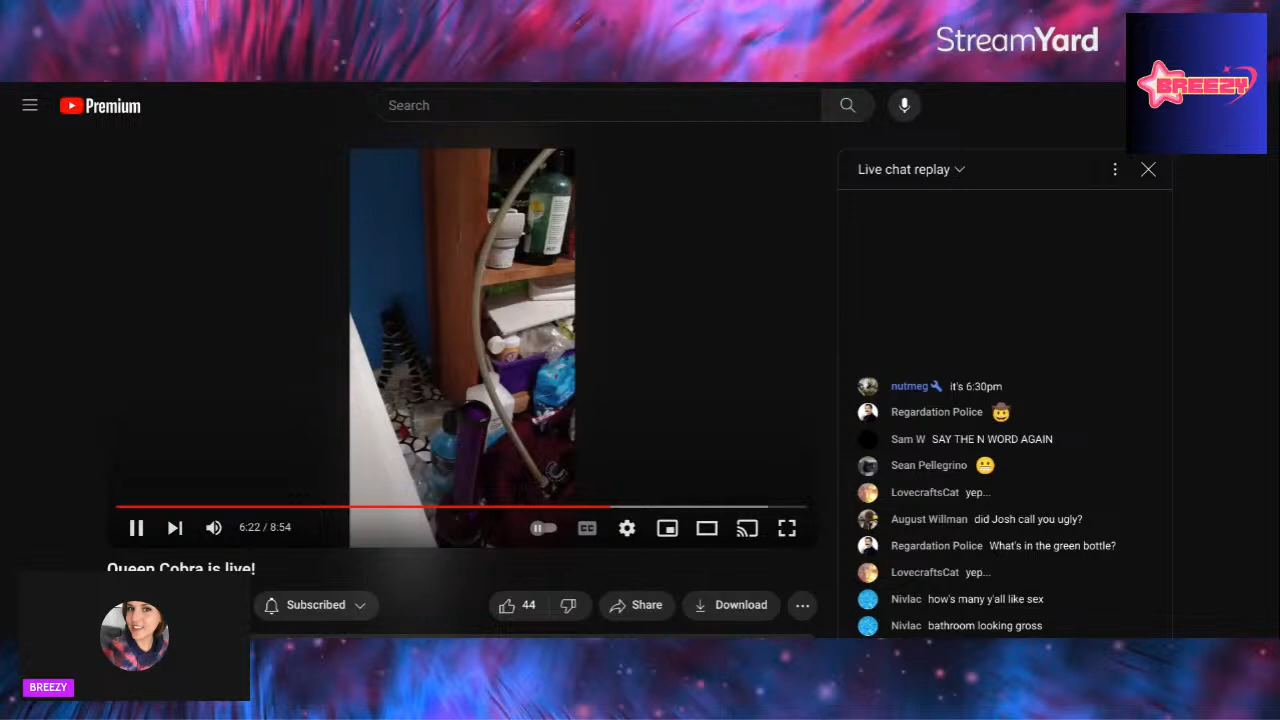 StreamYard
BREEZY
Premium
Search
Live chat replay
nutmeg it's 6:30pm
Regardation Police
Sam W SAY THE N WORD AGAIN
Sean Pellegrino
LovecraftsCat yep...
August Willman did Josh call you ugly?
Regardation Police What's in the green bottle?
LovecraftsCat yep...
Nivlac how's many y'all like sex
Nivlac bathroom looking gross
6:22 / 8:54
CC
Queen Cobra is live!
Subscribed
44
Share
Download
BREEZY